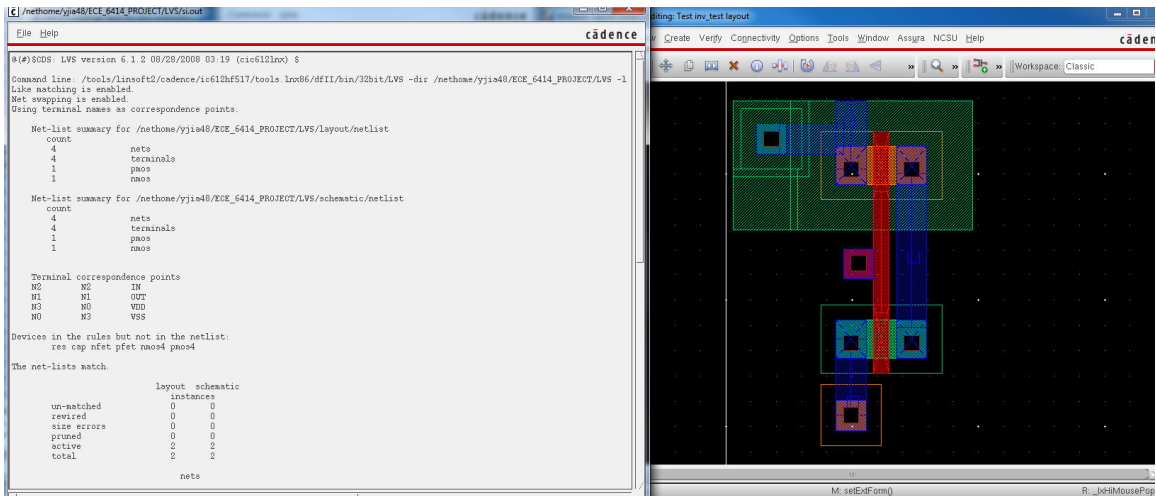 /nethome/yjia48/ECE_6414_PROJECT/LVS/si.out
File Help
cādence
@(#)$CDS: LVS version 6.1.2 08/28/2008 03:19 (cic612lnx) $
Command line: /tools/linsoft2/cadence/ic612hf517/tools.lnx86/dfII/bin/32bit/LVS -dir /nethome/yjia48/ECE_6414_PROJECT/LVS -l
Like matching is enabled.
Net swapping is enabled.
Using terminal names as correspondence points.
Net-list summary for /nethome/yjia48/ECE_6414_PROJECT/LVS/layout/netlist
count
4 nets
4 terminals
1 pmos
1 nmos
Net-list summary for /nethome/yjia48/ECE_6414_PROJECT/LVS/schematic/netlist
count
4 nets
4 terminals
1 pmos
1 nmos
Terminal correspondence points
N2 N2 IN
N1 N1 OUT
N3 N0 VDD
N0 N3 VSS
Devices in the rules but not in the netlist:
res cap nfet pfet nmos4 pmos4
The net-lists match.
layout schematic
instances
un-matched 0 0
rewired 0 0
size errors 0 0
pruned 0 0
active 2 2
total 2 2
nets
diting: Test inv_test layout
w Create Verify Connectivity Options Tools Window Assura NCSU Help
cāden
» » » Workspace: Classic
M: setExtForm()
R: _lxHiMousePop